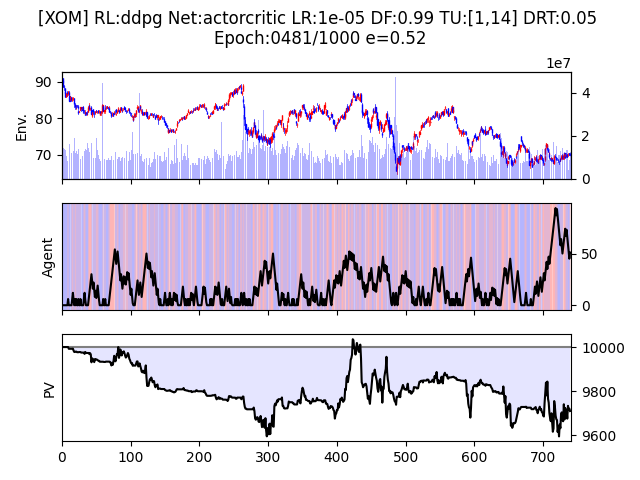 [XOM] RL:ddpg Net:actorcritic LR:1e-05 DF:0.99 TU:[1,14] DRT:0.05
Epoch:0481/1000 e=0.52
1e7
90
80
70
Env.
4
2
0
Agent
50
0
PV
10000
9800
9600
0 100 200 300 400 500 600 700